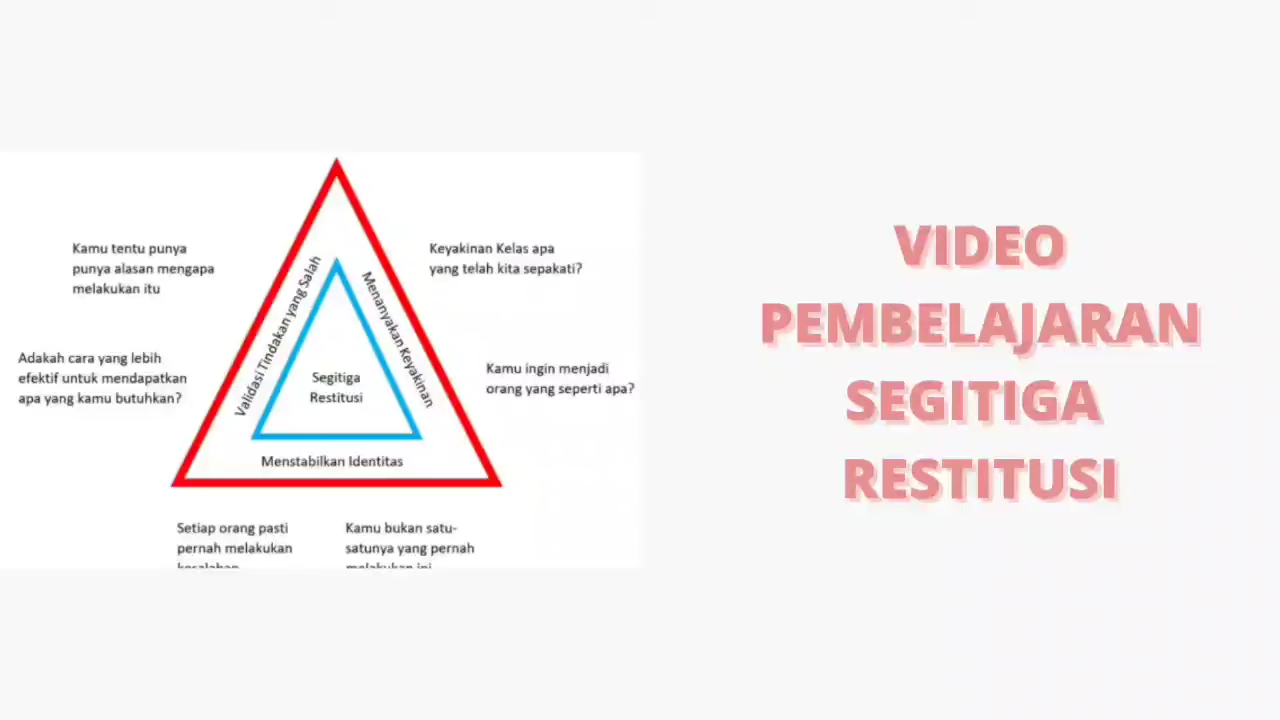 Kamu tentu punya
punya alasan mengapa
melakukan itu
Adakah cara yang lebih
efektif untuk mendapatkan
apa yang kamu butuhkan?
Validasi Tindakan yang Salah
Menanyakan Keyakinan
Segitiga
Restitusi
Menstabilkan Identitas
Keyakinan Kelas apa
yang telah kita sepakati?
Kamu ingin menjadi
orang yang seperti apa?
Setiap orang pasti
pernah melakukan
kesalahan
Kamu bukan satu-
satunya yang pernah
melakukan ini
VIDEO
PEMBELAJARAN
SEGITIGA
RESTITUSI